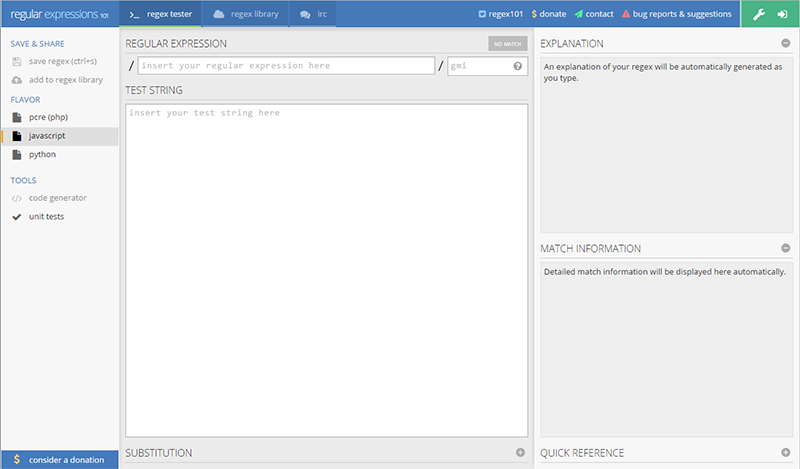 regular expressions 101
regex tester
regex library
irc
regex101
$ donate
contact
bug reports & suggestions
SAVE & SHARE
save regex (ctrl+s)
add to regex library
FLAVOR
pcre (php)
javascript
python
TOOLS
</> code generator
unit tests
$ consider a donation
REGULAR EXPRESSION
NO MATCH
/ insert your regular expression here / gmi
TEST STRING
insert your test string here
SUBSTITUTION
EXPLANATION
An explanation of your regex will be automatically generated as
you type.
MATCH INFORMATION
Detailed match information will be displayed here automatically.
QUICK REFERENCE